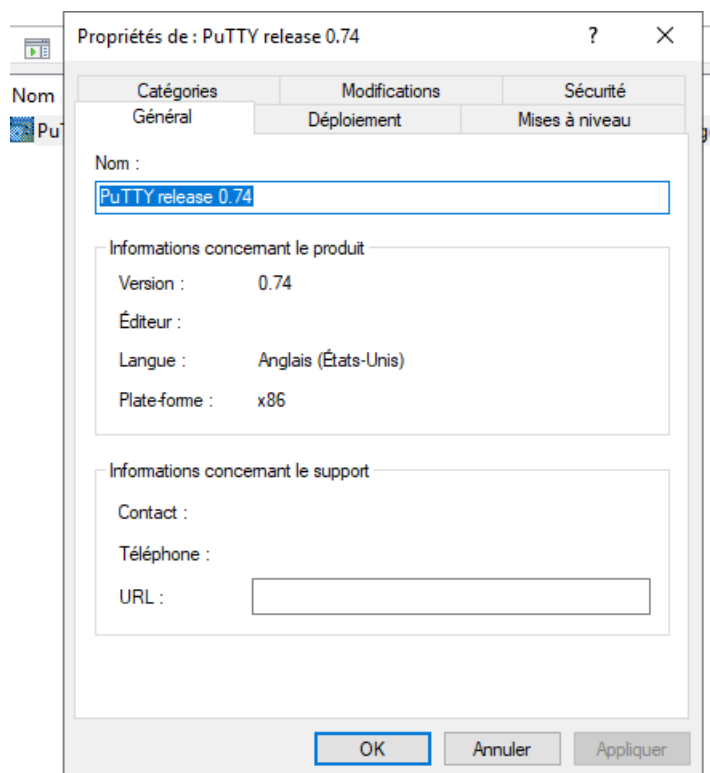 Propriétés de : PuTTY release 0.74 ? ×
Nom
Catégories Modifications Sécurité
Général Déploiement Mises à niveau
Nom :
PuTTY release 0.74
Informations concernant le produit
Version : 0.74
Éditeur :
Langue : Anglais (États-Unis)
Plate-forme : x86
Informations concernant le support
Contact :
Téléphone :
URL :
OK Annuler Appliquer